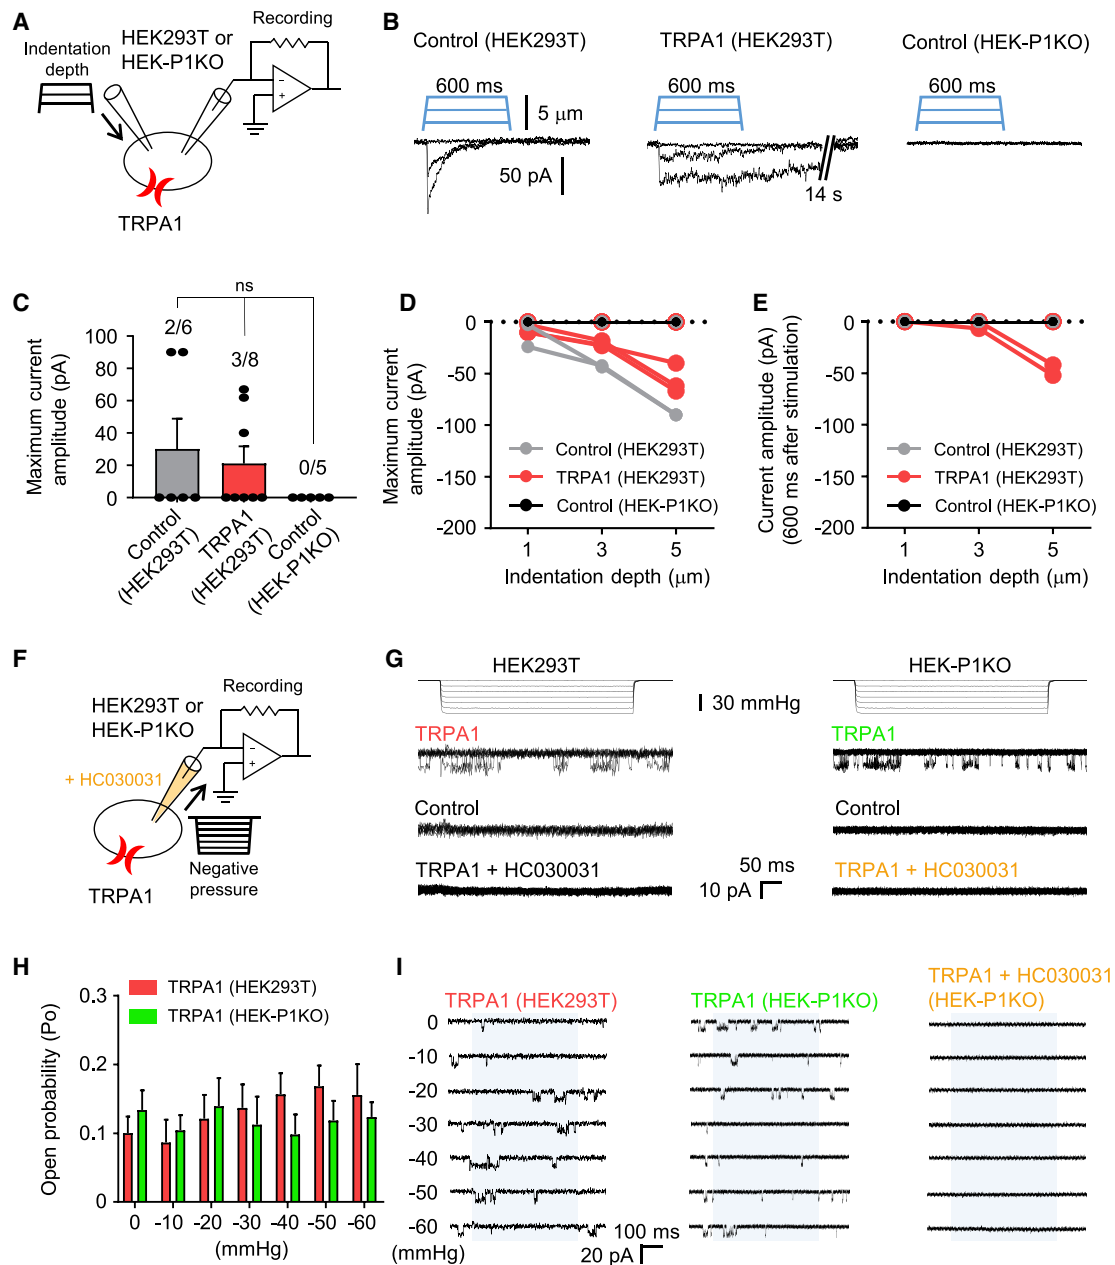 A
Recording
HEK293T or
HEK-P1KO
Indentation
depth
−
+
TRPA1
B
Control (HEK293T)
TRPA1 (HEK293T)
Control (HEK-P1KO)
600 ms
600 ms
600 ms
5 μm
50 pA
14 s
C
ns
2/6
3/8
0/5
Maximum current
amplitude (pA)
100
80
60
40
20
0
Control
(HEK293T)
TRPA1
(HEK293T)
Control
(HEK-P1KO)
D
Maximum current
amplitude (pA)
0
-50
-100
-150
-200
Control (HEK293T)
TRPA1 (HEK293T)
Control (HEK-P1KO)
1 3 5
Indentation depth (μm)
E
Current amplitude (pA)
(600 ms after stimulation)
0
-50
-100
-150
-200
Control (HEK293T)
TRPA1 (HEK293T)
Control (HEK-P1KO)
1 3 5
Indentation depth (μm)
F
Recording
HEK293T or
HEK-P1KO
−
+
+ HC030031
Negative
pressure
TRPA1
G
HEK293T
HEK-P1KO
30 mmHg
TRPA1
TRPA1
Control
Control
TRPA1 + HC030031
TRPA1 + HC030031
50 ms
10 pA
H
TRPA1 (HEK293T)
TRPA1 (HEK-P1KO)
Open probability (Po)
0.3
0.2
0.1
0
0 -10 -20 -30 -40 -50 -60
(mmHg)
I
TRPA1 (HEK293T)
TRPA1 (HEK-P1KO)
TRPA1 + HC030031
(HEK-P1KO)
0
-10
-20
-30
-40
-50
-60
(mmHg)
100 ms
20 pA